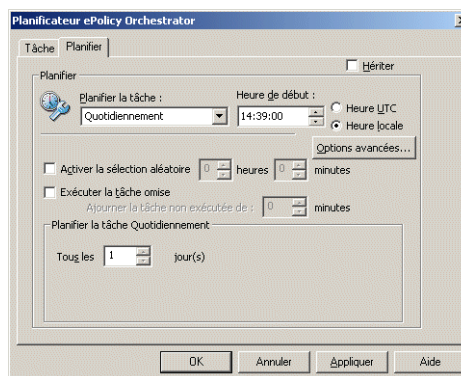 Planificateur ePolicy Orchestrator
Tâche Planifier
Hériter
Planifier
Planifier la tâche : Heure de début :
Quotidiennement 14:39:00 Heure UTC
Heure locale
Options avancées...
Activer la sélection aléatoire 0 heures 0 minutes
Exécuter la tâche omise
Ajourner la tâche non exécutée de : 0 minutes
Planifier la tâche Quotidiennement
Tous les 1 jour(s)
OK Annuler Appliquer Aide